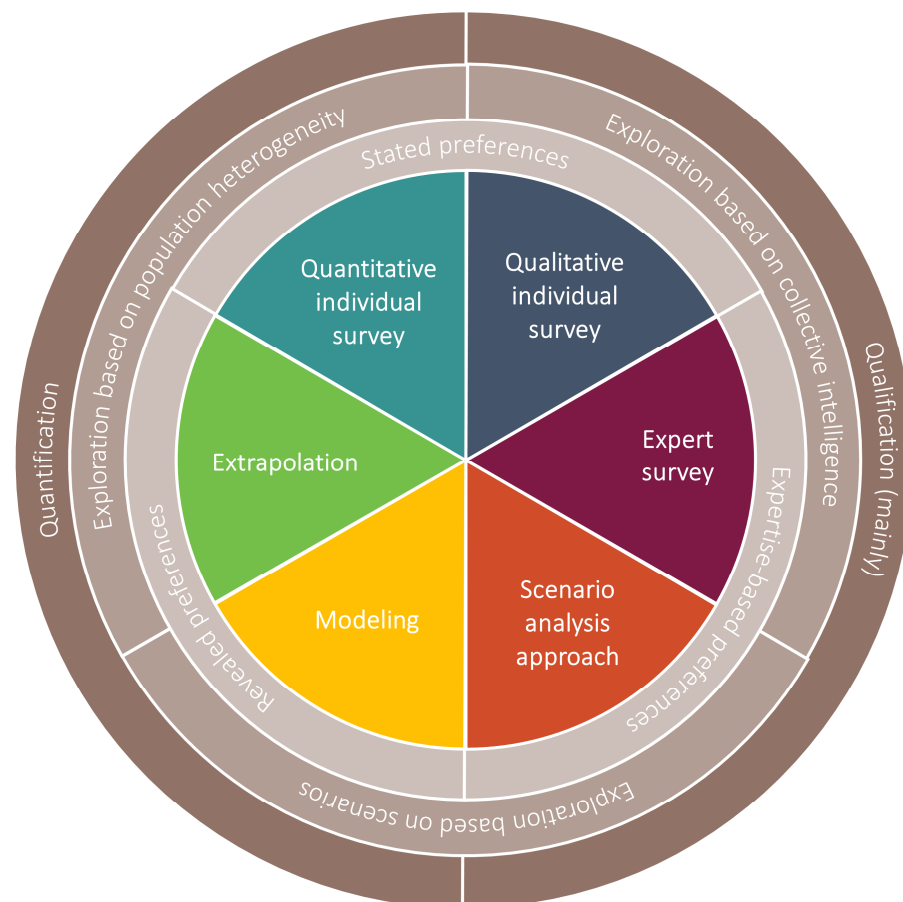 Quantification
Qualification (mainly)
Exploration based on population heterogeneity
Exploration based on collective intelligence
Exploration based on scenarios
Stated preferences
Expertise-based preferences
Revealed preferences
Quantitative
individual
survey
Qualitative
individual
survey
Expert
survey
Scenario
analysis
approach
Modeling
Extrapolation